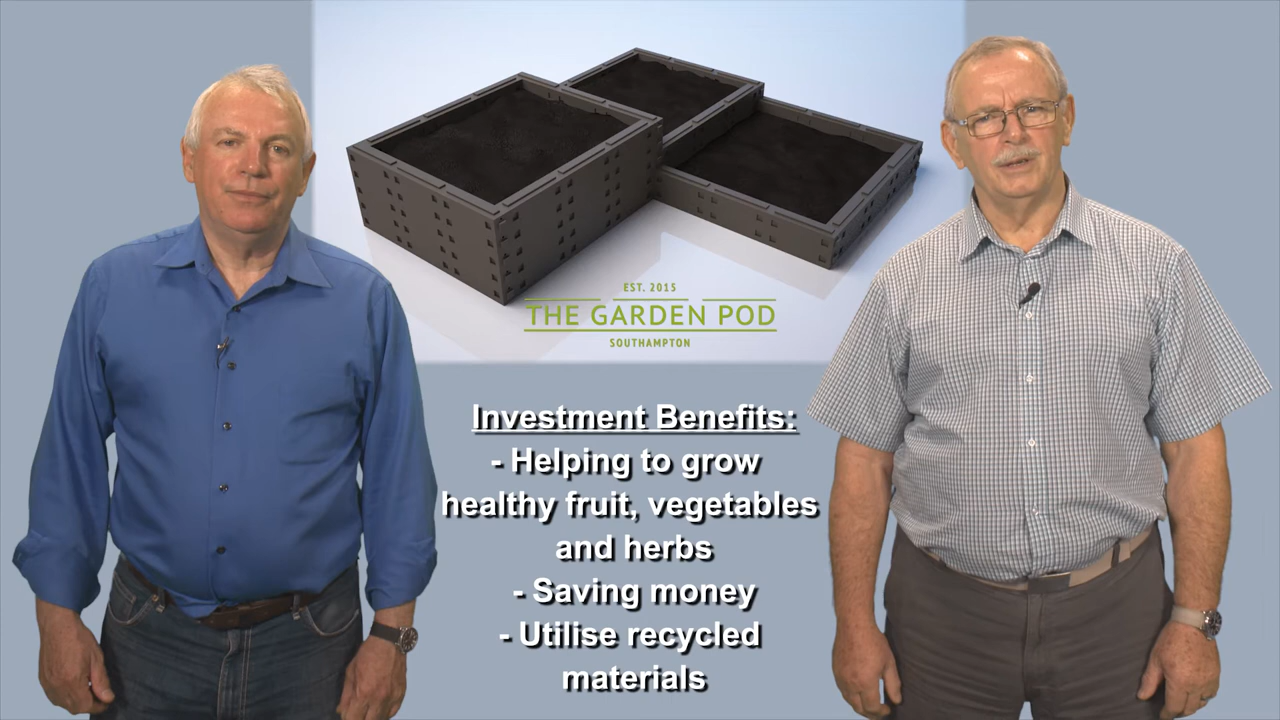 EST. 2015
THE GARDEN POD
SOUTHAMPTON
Investment Benefits:
- Helping to grow
healthy fruit, vegetables
and herbs
- Saving money
- Utilise recycled
materials